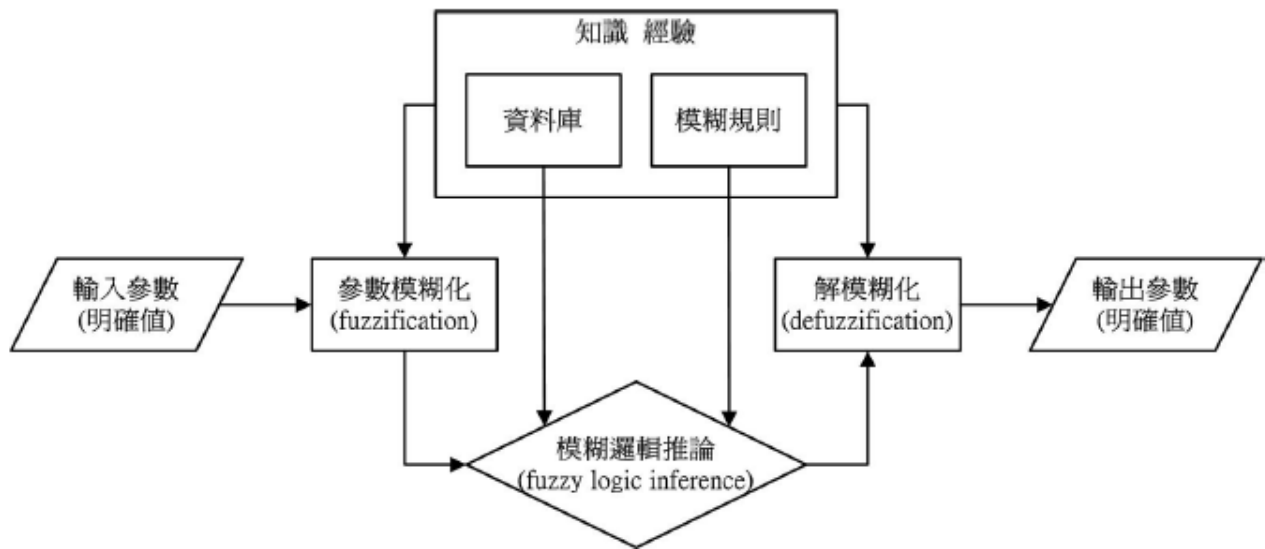 知識 經驗
資料庫
模糊規則
輸入參數
(明確值)
參數模糊化
(fuzzification)
解模糊化
(defuzzification)
輸出參數
(明確值)
模糊邏輯推論
(fuzzy logic inference)